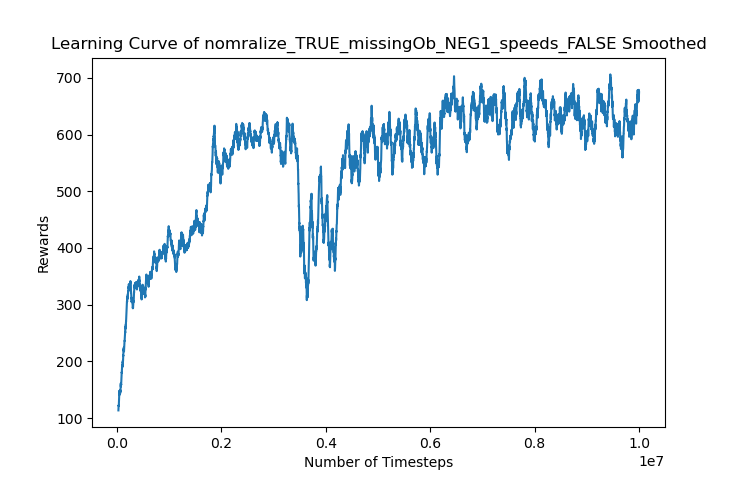 Learning Curve of nomralize_TRUE_missingOb_NEG1_speeds_FALSE Smoothed
700
600
500
400
300
200
100
Rewards
0.0 0.2 0.4 0.6 0.8 1.0
1e7
Number of Timesteps